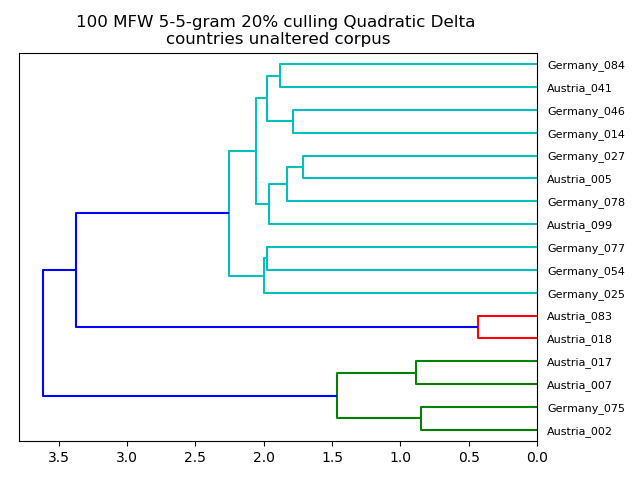 100 MFW 5-5-gram 20% culling Quadratic Delta
countries unaltered corpus
Germany_084
Austria_041
Germany_046
Germany_014
Germany_027
Austria_005
Germany_078
Austria_099
Germany_077
Germany_054
Germany_025
Austria_083
Austria_018
Austria_017
Austria_007
Germany_075
Austria_002
3.5 3.0 2.5 2.0 1.5 1.0 0.5 0.0